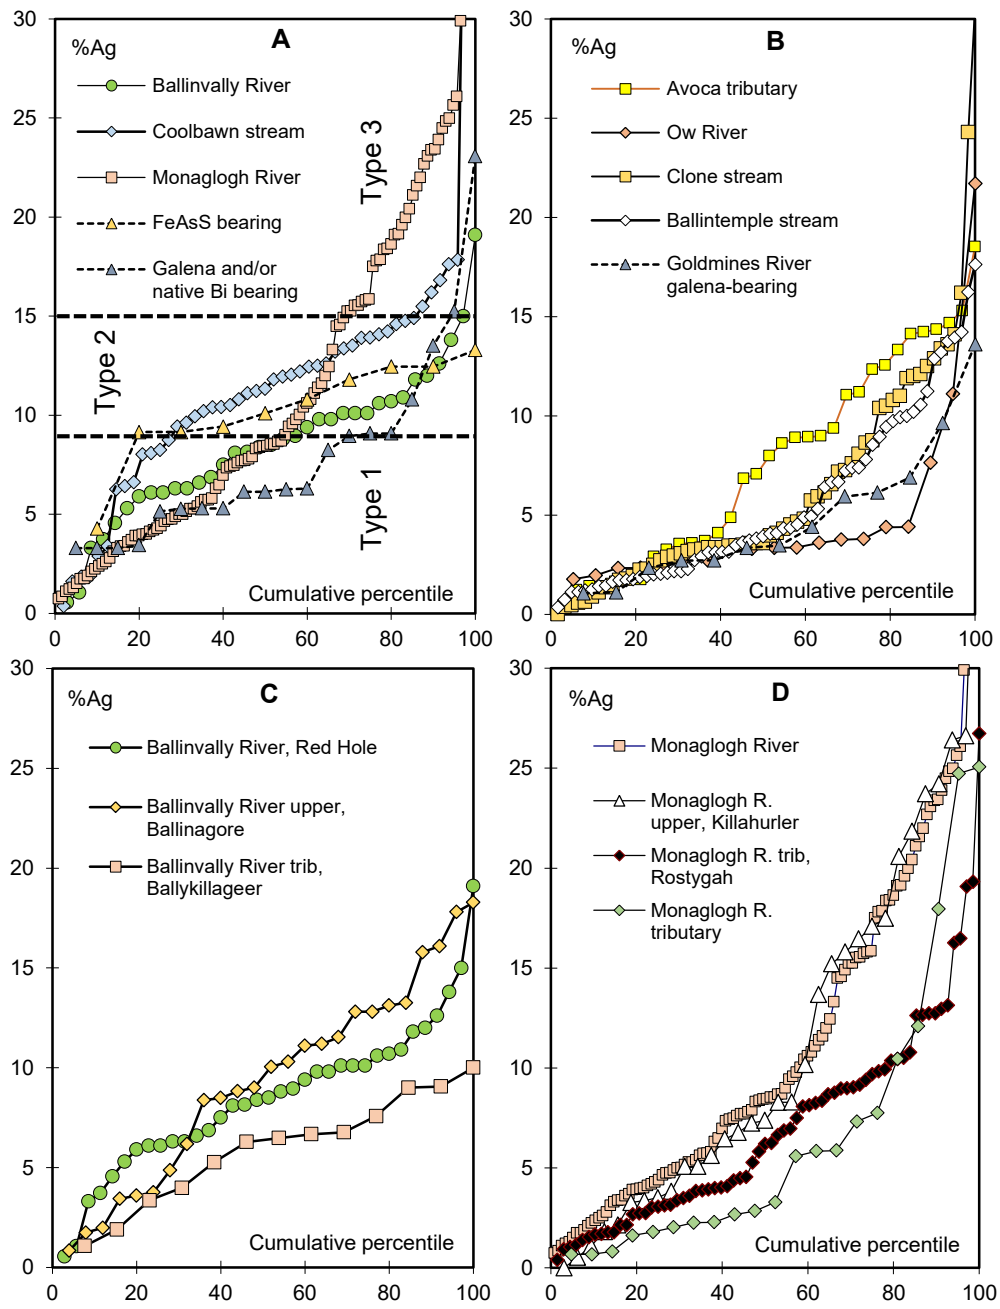 A
%Ag
Ballinvally River
Coolbawn stream
Monaglogh River
FeAsS bearing
Galena and/or
native Bi bearing
Type 3
Type 2
Type 1
Cumulative percentile
30
25
20
15
10
5
0
0 20 40 60 80 100
B
%Ag
Avoca tributary
Ow River
Clone stream
Ballintemple stream
Goldmines River
galena-bearing
Cumulative percentile
30
25
20
15
10
5
0
20 40 60 80 100
C
%Ag
Ballinvally River, Red Hole
Ballinvally River upper,
Ballinagore
Ballinvally River trib,
Ballykillageer
Cumulative percentile
30
25
20
15
10
5
0
0 20 40 60 80 100
D
%Ag
Monaglogh River
Monaglogh R.
upper, Killahurler
Monaglogh R. trib,
Rostygah
Monaglogh R.
tributary
Cumulative percentile
30
25
20
15
10
5
0
0 20 40 60 80 100